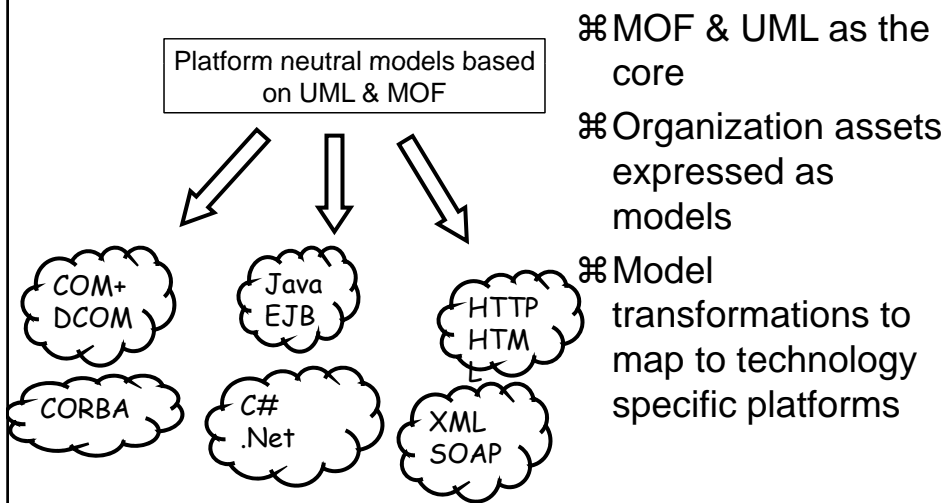 Platform neutral models based
on UML & MOF
COM+
DCOM
Java
EJB
HTTP
HTM
L
CORBA
C#
.Net
XML
SOAP
⌘MOF & UML as the
core
⌘Organization assets
expressed as
models
⌘Model
transformations to
map to technology
specific platforms